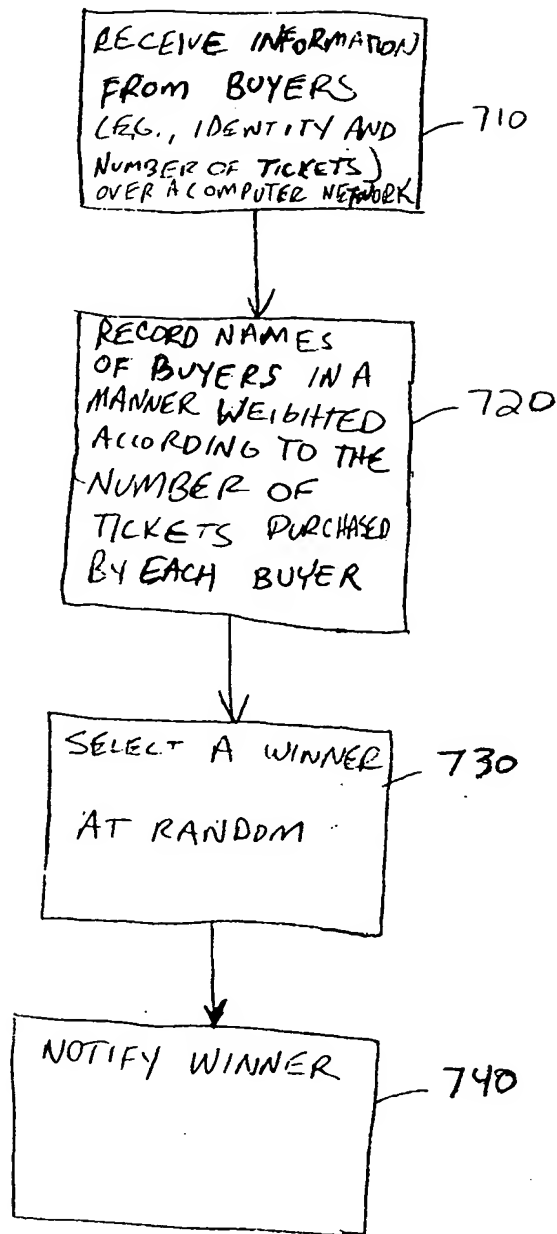 RECEIVE INFORMATION
FROM BUYERS
(EG., IDENTITY AND
NUMBER OF TICKETS)
OVER A COMPUTER NETWORK
710
RECORD NAMES
OF BUYERS IN A
MANNER WEIGHTED
ACCORDING TO THE
NUMBER OF
TICKETS PURCHASED
BY EACH BUYER
720
SELECT A WINNER
AT RANDOM
730
NOTIFY WINNER
740